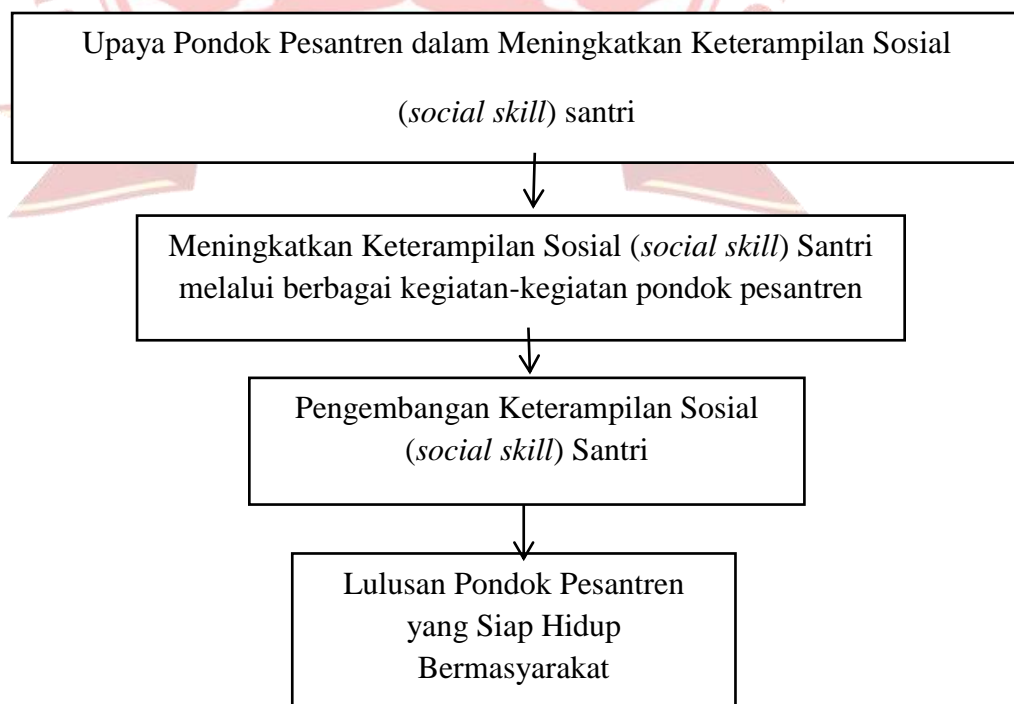 Upaya Pondok Pesantren dalam Meningkatkan Keterampilan Sosial
(social skill) santri
Meningkatkan Keterampilan Sosial (social skill) Santri
melalui berbagai kegiatan-kegiatan pondok pesantren
Pengembangan Keterampilan Sosial
(social skill) Santri
Lulusan Pondok Pesantren
yang Siap Hidup
Bermasyarakat